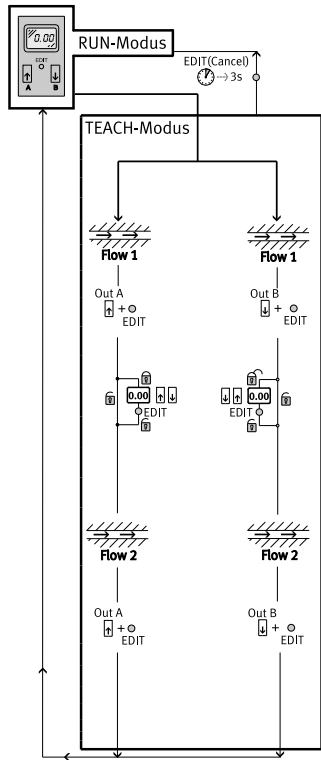 0.00
EDIT
A B
RUN-Modus
EDIT(Cancel)
3s
TEACH-Modus
Flow 1
Flow 1
Out A
+
EDIT
Out B
+
EDIT
0.00
EDIT
0.00
EDIT
Flow 2
Flow 2
Out A
+
EDIT
Out B
+
EDIT